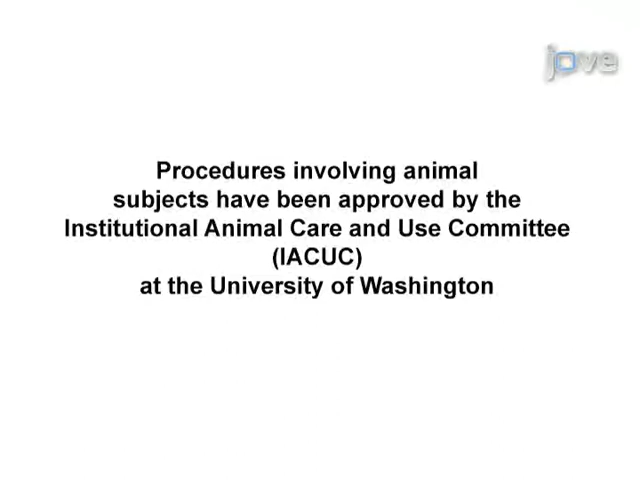 jove
Procedures involving animal
subjects have been approved by the
Institutional Animal Care and Use Committee
(IACUC)
at the University of Washington